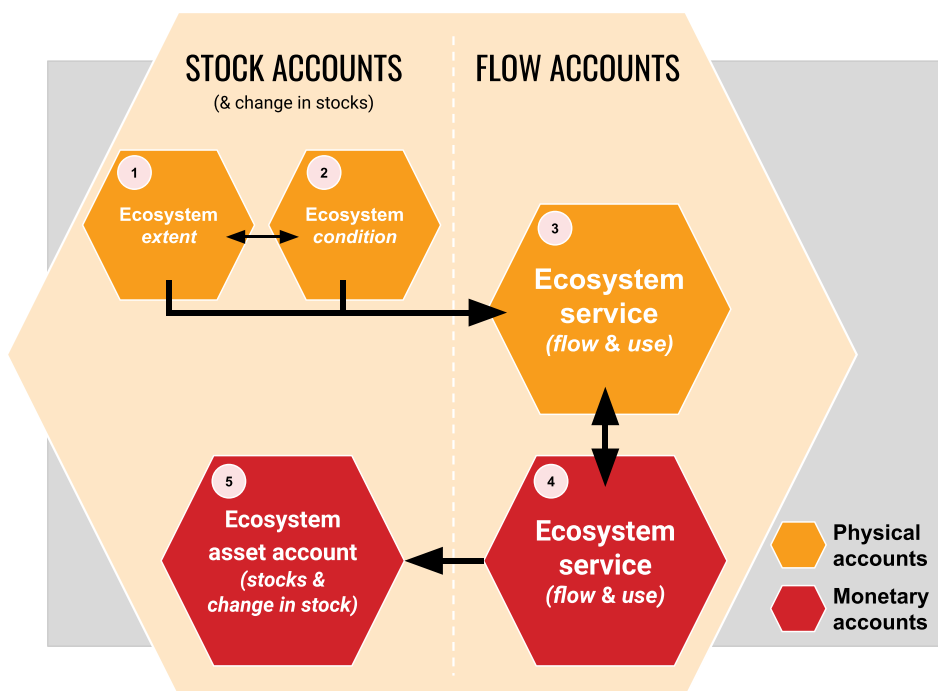 STOCK ACCOUNTS
(& change in stocks)
FLOW ACCOUNTS
1
Ecosystem
extent
2
Ecosystem
condition
3
Ecosystem
service
(flow & use)
5
Ecosystem
asset account
(stocks &
change in stock)
4
Ecosystem
service
(flow & use)
Physical
accounts
Monetary
accounts